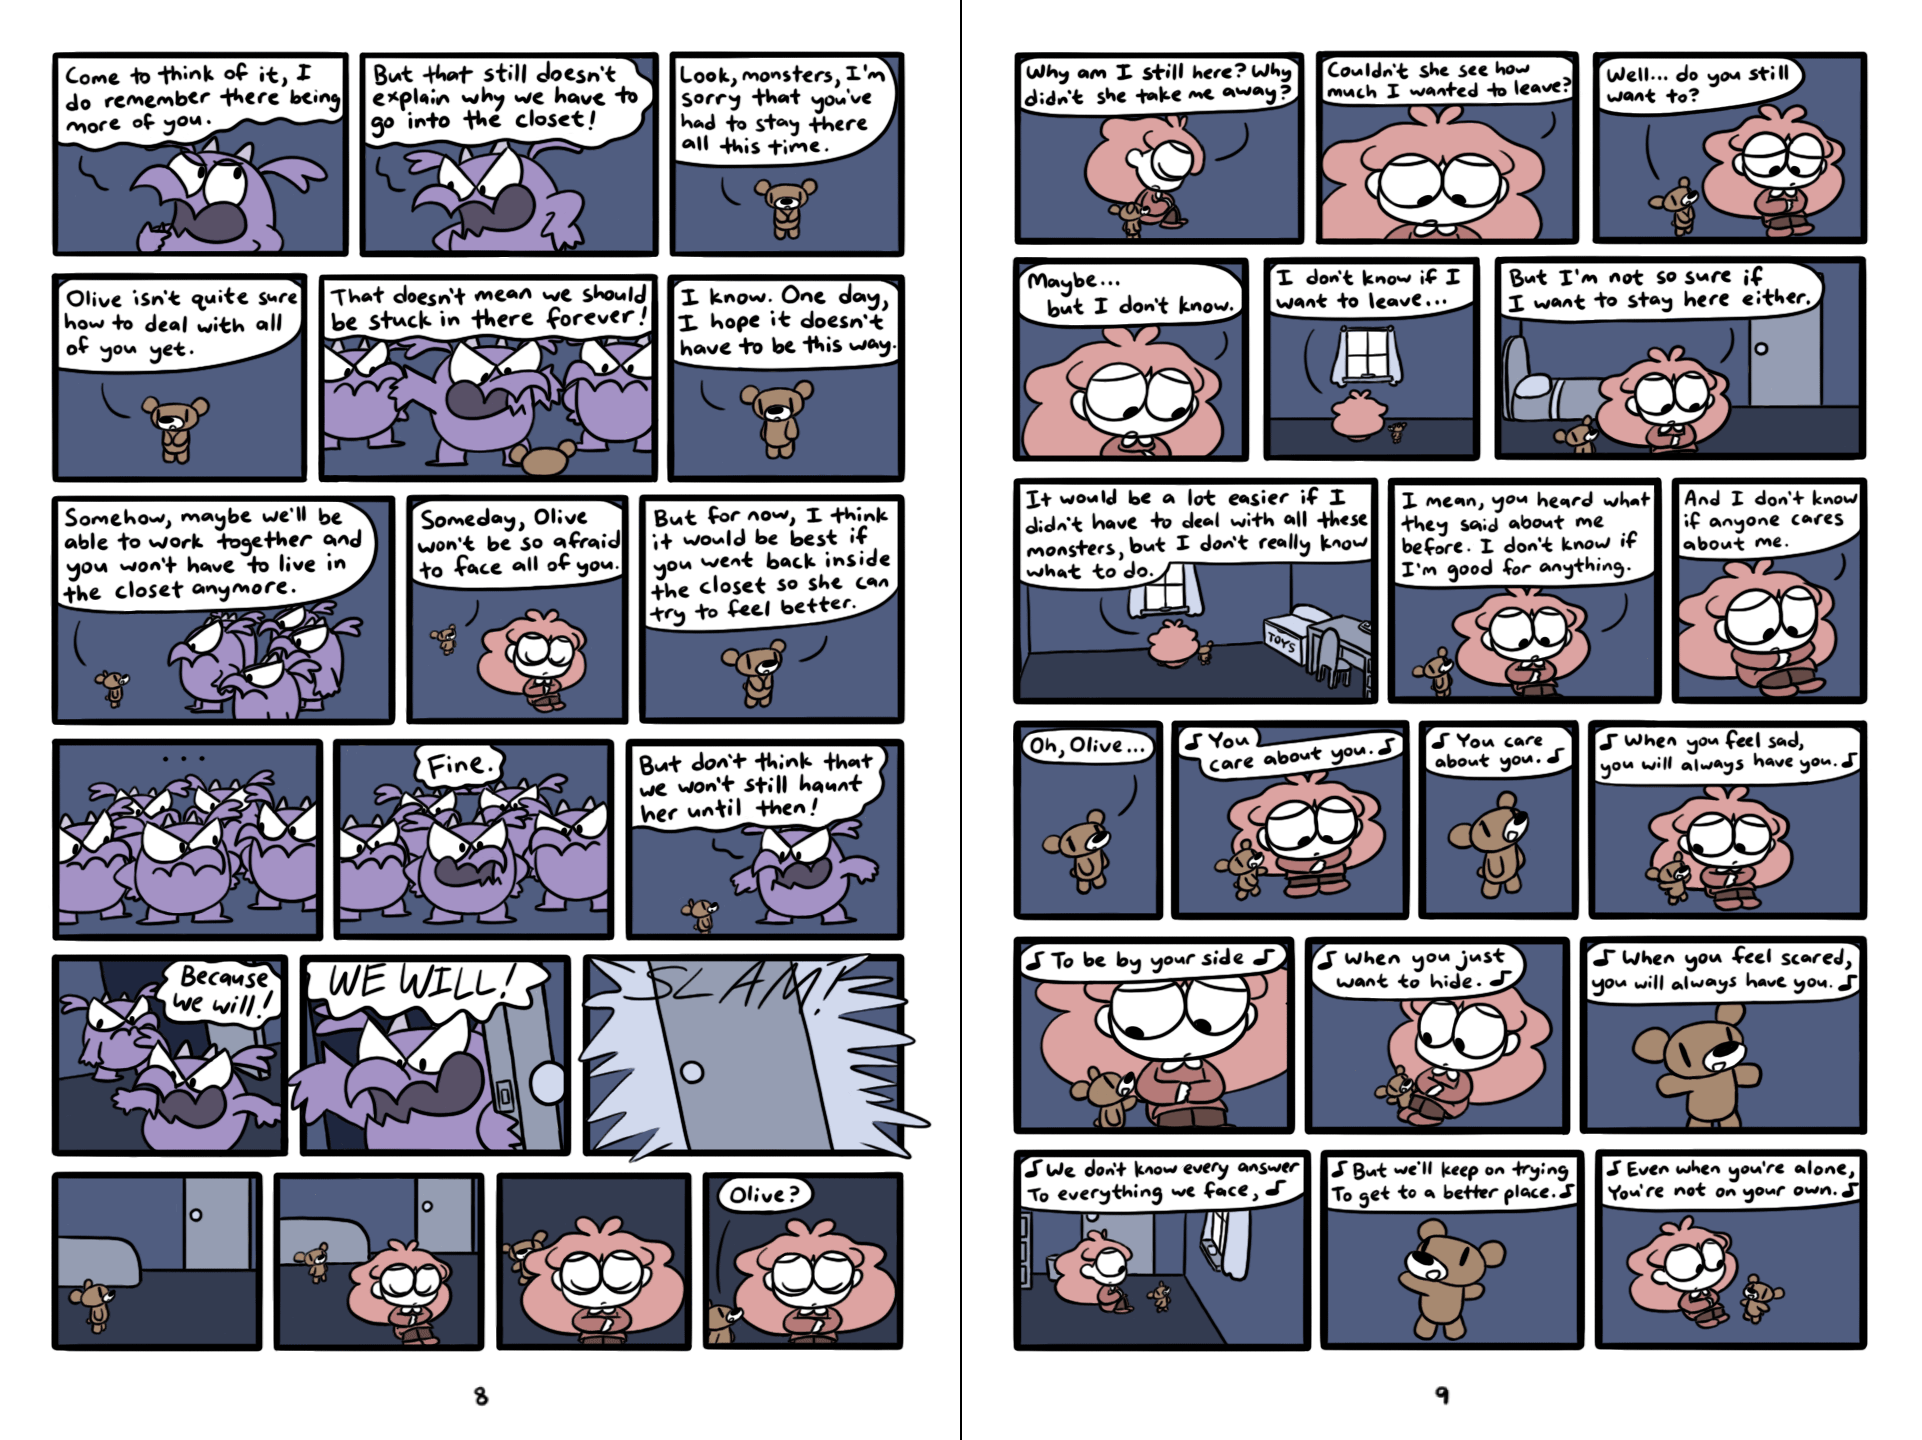 Come to think of it, I
do remember there being
more of you.
But that still doesn't
explain why we have to
go into the closet!
Look, monsters, I'm
sorry that you've
had to stay there
all this time.
Olive isn't quite sure
how to deal with all
of you yet.
That doesn't mean we should
be stuck in there forever!
I know. One day,
I hope it doesn't
have to be this way.
Somehow, maybe we'll be
able to work together and
you won't have to live in
the closet anymore.
Someday, Olive
won't be so afraid
to face all of you.
But for now, I think
it would be best if
you went back inside
the closet so she can
try to feel better.
...
Fine.
But don't think that
we won't still haunt
her until then!
Because
we will!
WE WILL!
SLAM!
Olive?
8
Why am I still here? Why
didn't she take me away?
Couldn't she see how
much I wanted to leave?
Well... do you still
want to?
Maybe...
but I don't know.
I don't know if I
want to leave...
But I'm not so sure if
I want to stay here either.
It would be a lot easier if I
didn't have to deal with all these
monsters, but I don't really know
what to do.
TOYS
I mean, you heard what
they said about me
before. I don't know if
I'm good for anything.
And I don't know
if anyone cares
about me.
Oh, Olive...
♪ You
care about you. ♪
♪ You care
about you. ♪
♪ When you feel sad,
you will always have you. ♪
♪ To be by your side ♪
♪ When you just
want to hide. ♪
♪ When you feel scared,
you will always have you. ♪
♪ We don't know every answer
To everything we face, ♪
♪ But we'll keep on trying
To get to a better place. ♪
♪ Even when you're alone,
You're not on your own. ♪
9